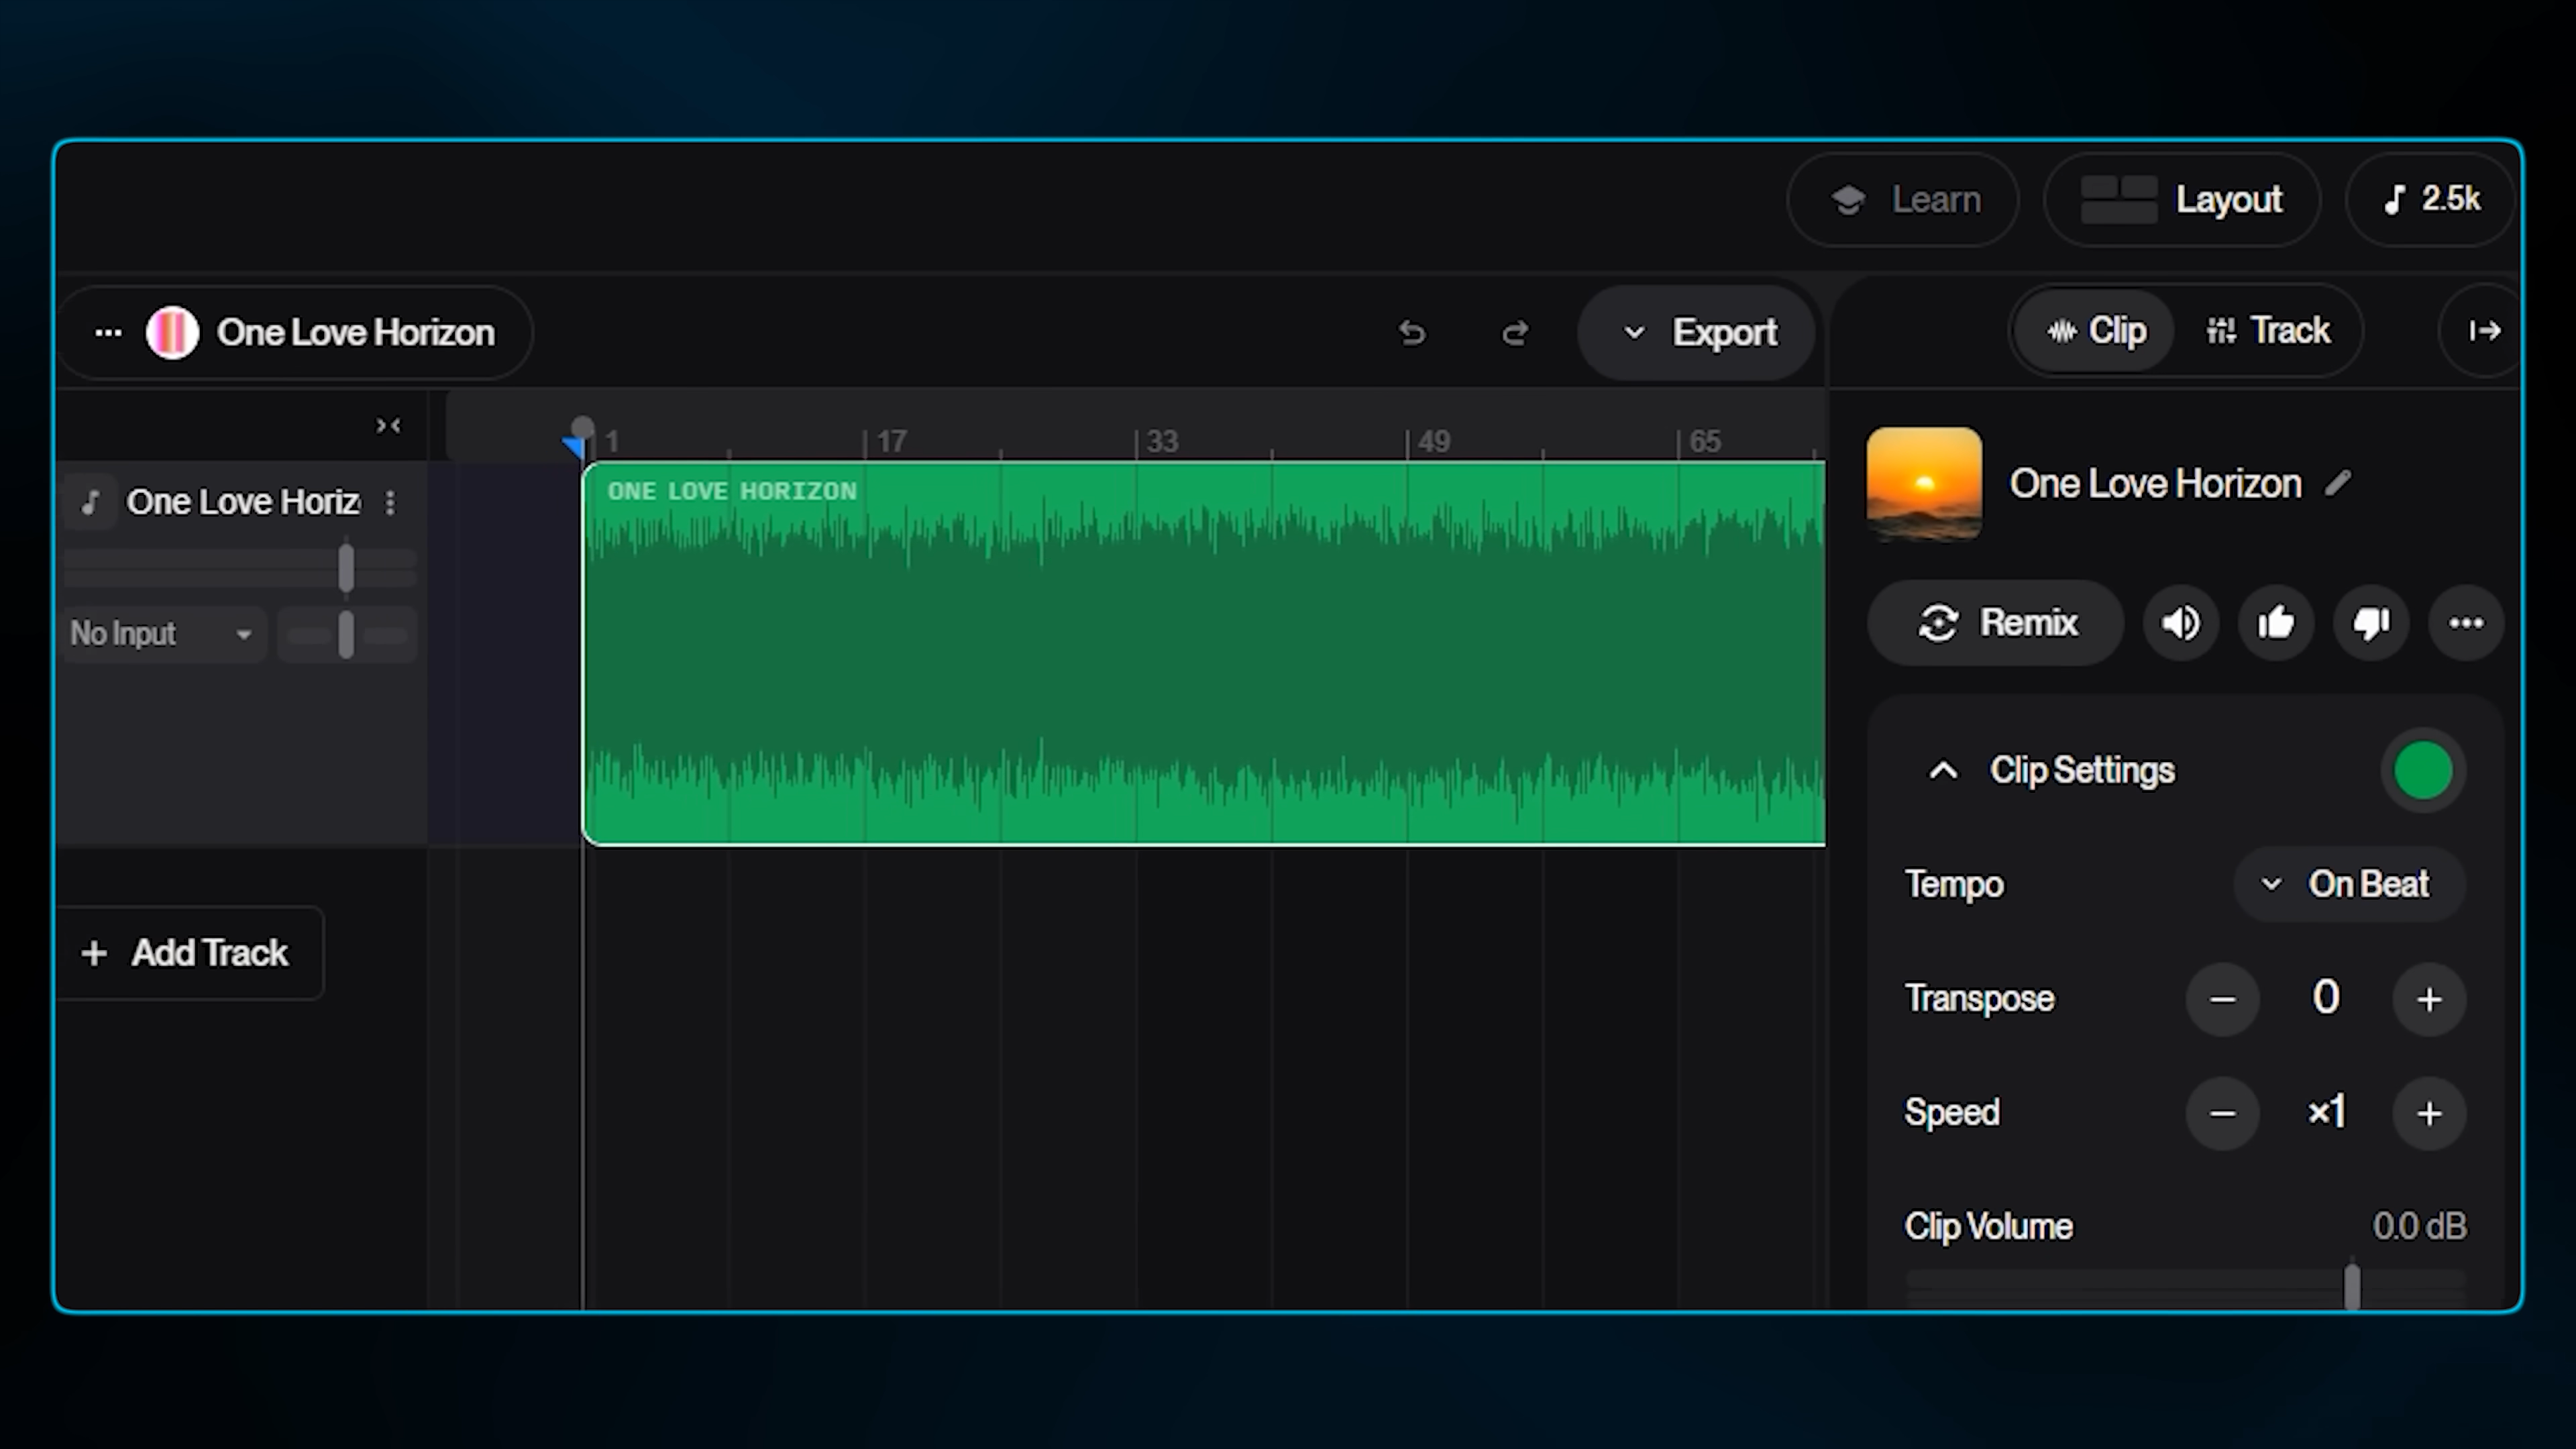 Learn
Layout
2.5k
One Love Horizon
Export
Clip
Track
1
17
33
49
65
One Love Horiz
ONE LOVE HORIZON
One Love Horizon
No Input
Remix
Clip Settings
Tempo
On Beat
Add Track
Transpose
0
Speed
×1
Clip Volume
0.0 dB